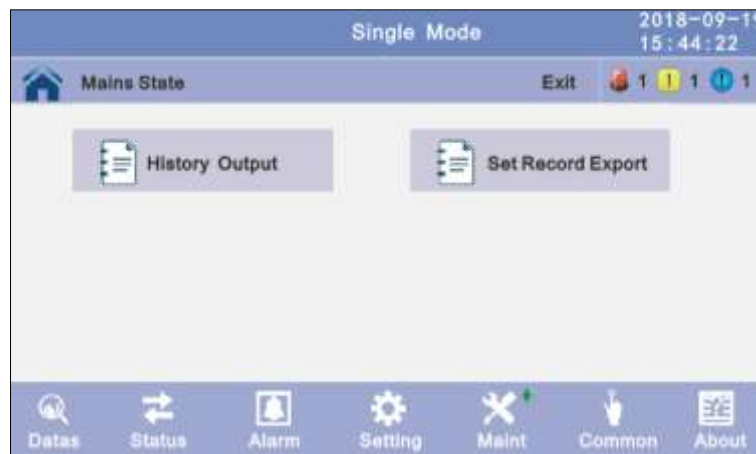 Single Mode
2018-09-19
15:44:22
Mains State
Exit
1
! 1
! 1
History Output
Set Record Export
Datas
Status
Alarm
Setting
Maint
Common
About